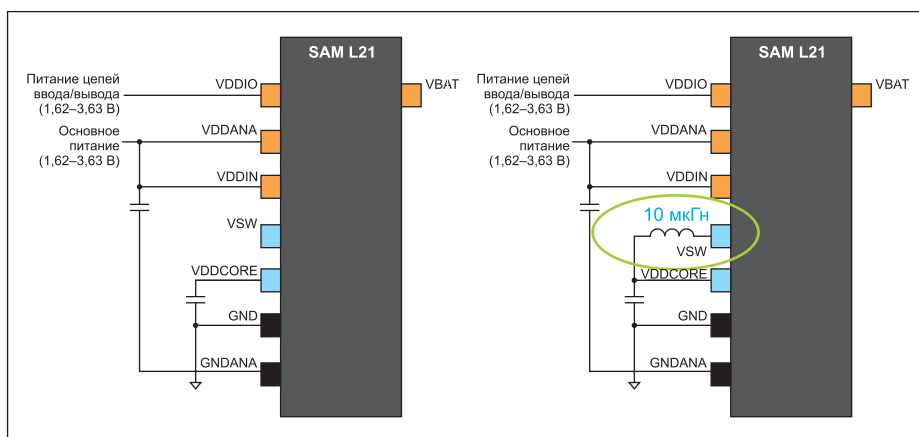 SAM L21
Питание цепей
ввода/вывода
(1,62–3,63 В)
VDDIO
VBAT
Основное
питание
(1,62–3,63 В)
VDDANA
VDDIN
VSW
VDDCORE
GND
GNDANA
SAM L21
Питание цепей
ввода/вывода
(1,62–3,63 В)
VDDIO
VBAT
Основное
питание
(1,62–3,63 В)
VDDANA
VDDIN
10 мкГн
VSW
VDDCORE
GND
GNDANA